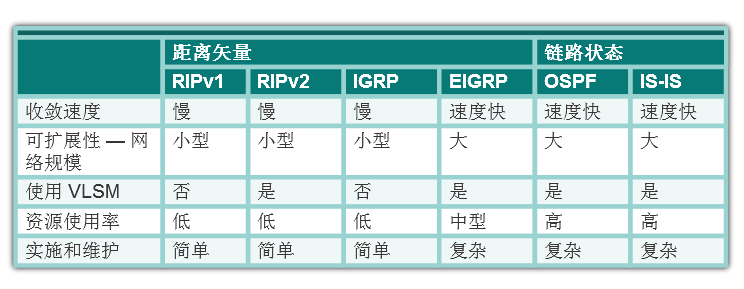 距离矢量 链路状态
RIPv1 RIPv2 IGRP EIGRP OSPF IS-IS
收敛速度 慢 慢 慢 速度快 速度快 速度快
可扩展性 — 网 小型 小型 小型 大 大 大
络规模
使用 VLSM 否 是 否 是 是 是
资源使用率 低 低 低 中型 高 高
实施和维护 简单 简单 简单 复杂 复杂 复杂